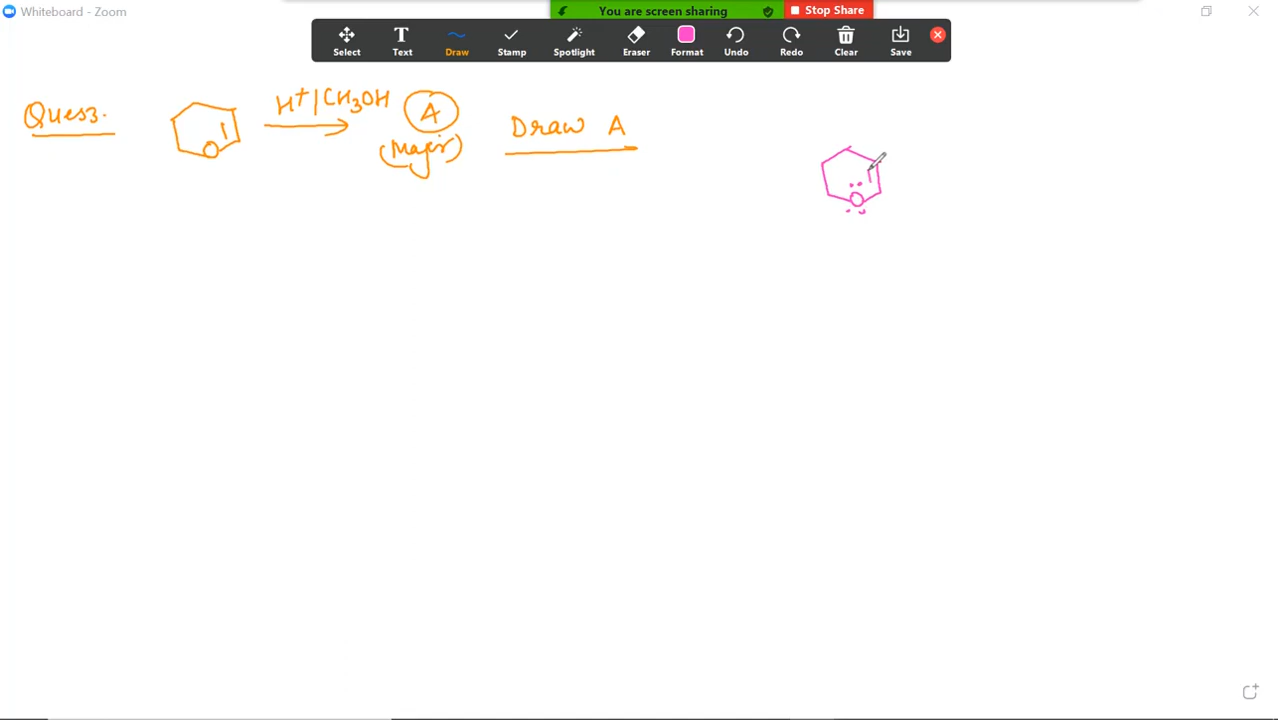 Whiteboard - Zoom
You are screen sharing
Stop Share
Select
Text
Draw
Stamp
Spotlight
Eraser
Format
Undo
Redo
Clear
Save
Ques3.
O
H⁺/CH₃OH
A
(Major)
Draw A
O